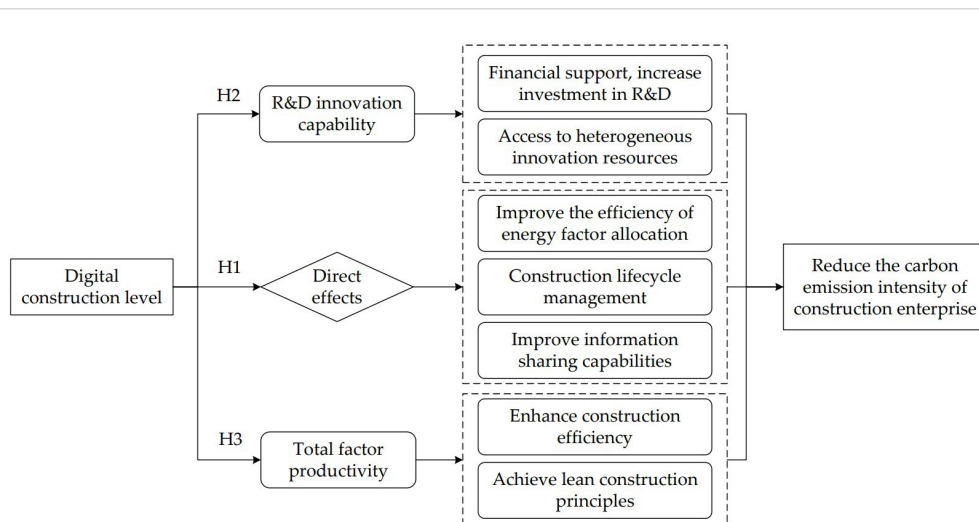 H2
R&D innovation
capability
Financial support, increase
investment in R&D
Access to heterogeneous
innovation resources
Digital
construction level
H1
Direct
effects
Improve the efficiency of
energy factor allocation
Construction lifecycle
management
Improve information
sharing capabilities
Reduce the carbon
emission intensity of
construction enterprise
H3
Total factor
productivity
Enhance construction
efficiency
Achieve lean construction
principles